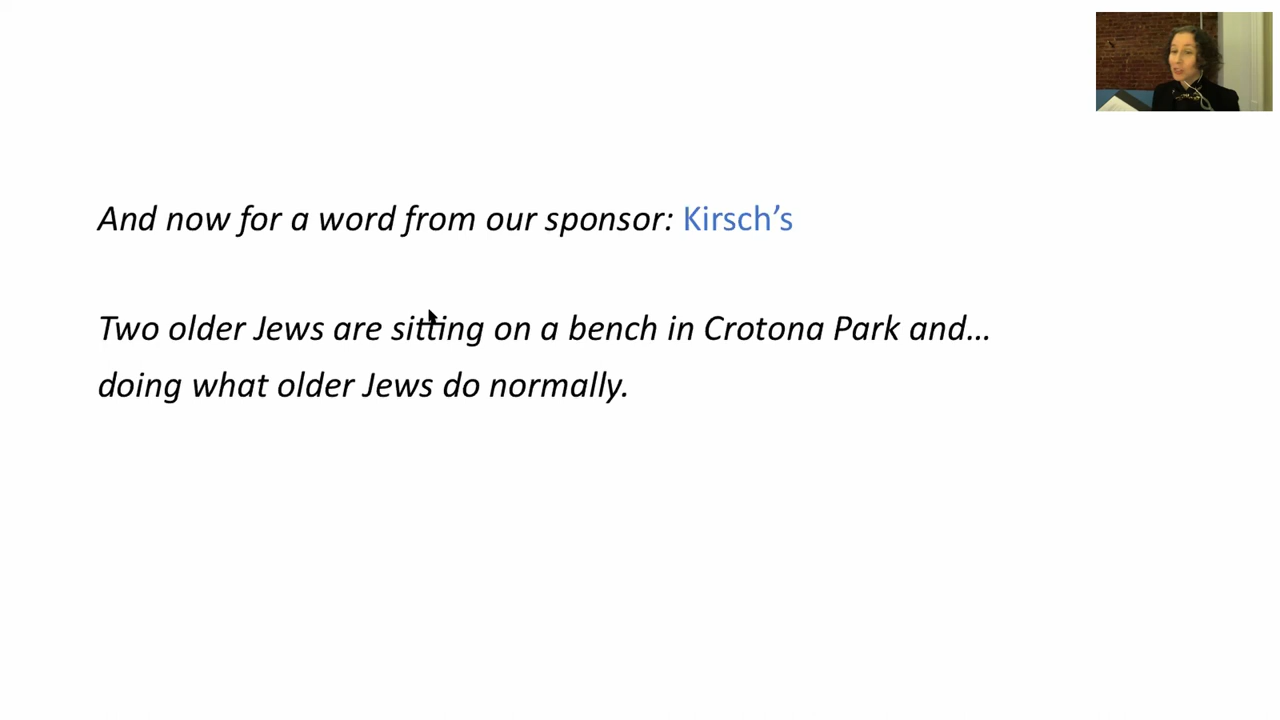 And now for a word from our sponsor: Kirsch’s
Two older Jews are sitting on a bench in Crotona Park and…
doing what older Jews do normally.